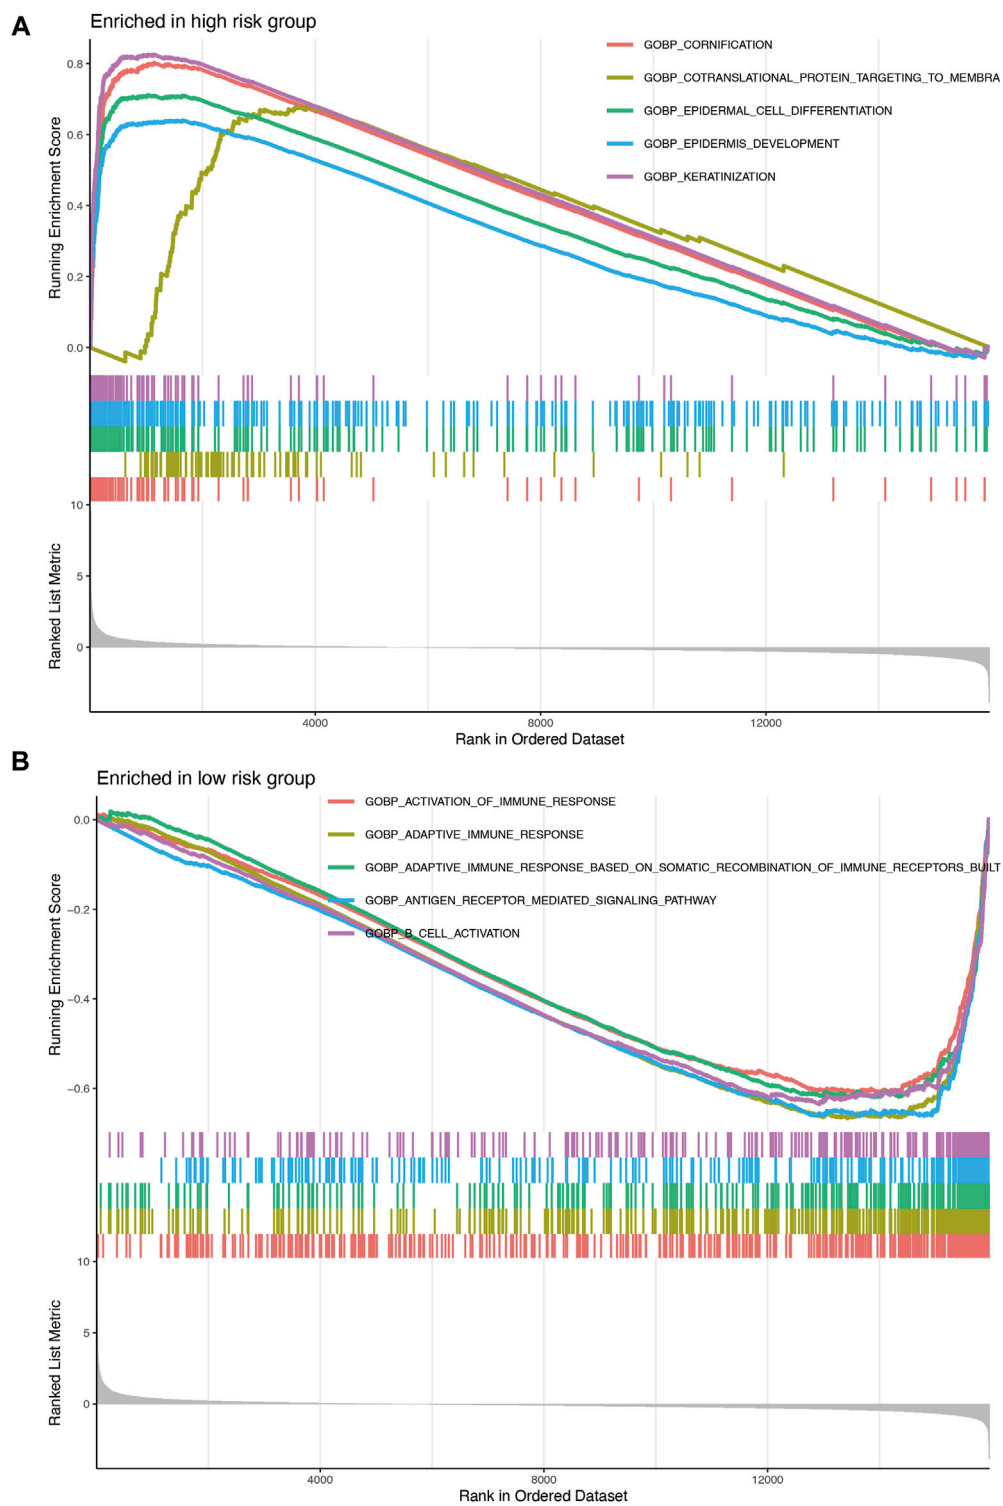 A
Enriched in high risk group
GOBP_CORNIFICATION
GOBP_COTRANSLATIONAL_PROTEIN_TARGETING_TO_MEMBRA
GOBP_EPIDERMAL_CELL_DIFFERENTIATION
GOBP_EPIDERMIS_DEVELOPMENT
GOBP_KERATINIZATION
Running Enrichment Score
0.8
0.6
0.4
0.2
0.0
Ranked List Metric
10
5
0
4000 8000 12000
Rank in Ordered Dataset
B
Enriched in low risk group
GOBP_ACTIVATION_OF_IMMUNE_RESPONSE
GOBP_ADAPTIVE_IMMUNE_RESPONSE
GOBP_ADAPTIVE_IMMUNE_RESPONSE_BASED_ON_SOMATIC_RECOMBINATION_OF_IMMUNE_RECEPTORS_BUILT
GOBP_ANTIGEN_RECEPTOR_MEDIATED_SIGNALING_PATHWAY
GOBP_B_CELL_ACTIVATION
Running Enrichment Score
0.0
−0.2
−0.4
−0.6
Ranked List Metric
10
5
0
4000 8000 12000
Rank in Ordered Dataset